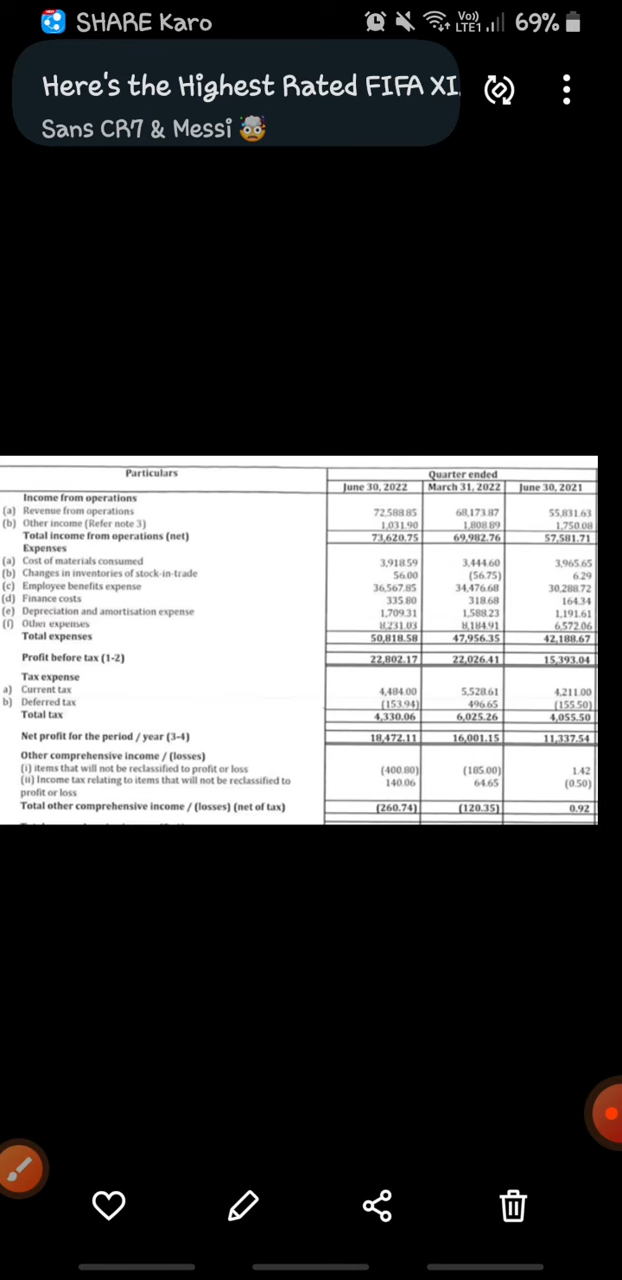 SHARE Karo
Vo)) LTE1 69%
Here's the Highest Rated FIFA XI
Sans CR7 & Messi 🤯
Particulars Quarter ended
June 30, 2022 March 31, 2022 June 30, 2021
Income from operations
(a) Revenue from operations 72,588.85 68,173.87 55,831.63
(b) Other income (Refer note 3) 1,031.90 1,808.89 1,750.08
Total income from operations (net) 73,620.75 69,982.76 57,581.71
Expenses
(a) Cost of materials consumed 3,918.59 3,444.60 3,965.65
(b) Changes in inventories of stock-in-trade 56.00 (56.75) 6.29
(c) Employee benefits expense 36,567.85 34,476.68 30,288.72
(d) Finance costs 335.80 318.68 164.34
(e) Depreciation and amortisation expense 1,709.31 1,588.23 1,191.61
(f) Other expenses 8,231.03 8,184.91 6,572.06
Total expenses 50,818.58 47,956.35 42,188.67
Profit before tax (1-2) 22,802.17 22,026.41 15,393.04
Tax expense
a) Current tax 4,484.00 5,528.61 4,211.00
b) Deferred tax (153.94) 496.65 (155.50)
Total tax 4,330.06 6,025.26 4,055.50
Net profit for the period / year (3-4) 18,472.11 16,001.15 11,337.54
Other comprehensive income / (losses)
(i) items that will not be reclassified to profit or loss (400.80) (185.00) 1.42
(ii) Income tax relating to items that will not be reclassified to 140.06 64.65 (0.50)
profit or loss
Total other comprehensive income / (losses) (net of tax) (260.74) (120.35) 0.92